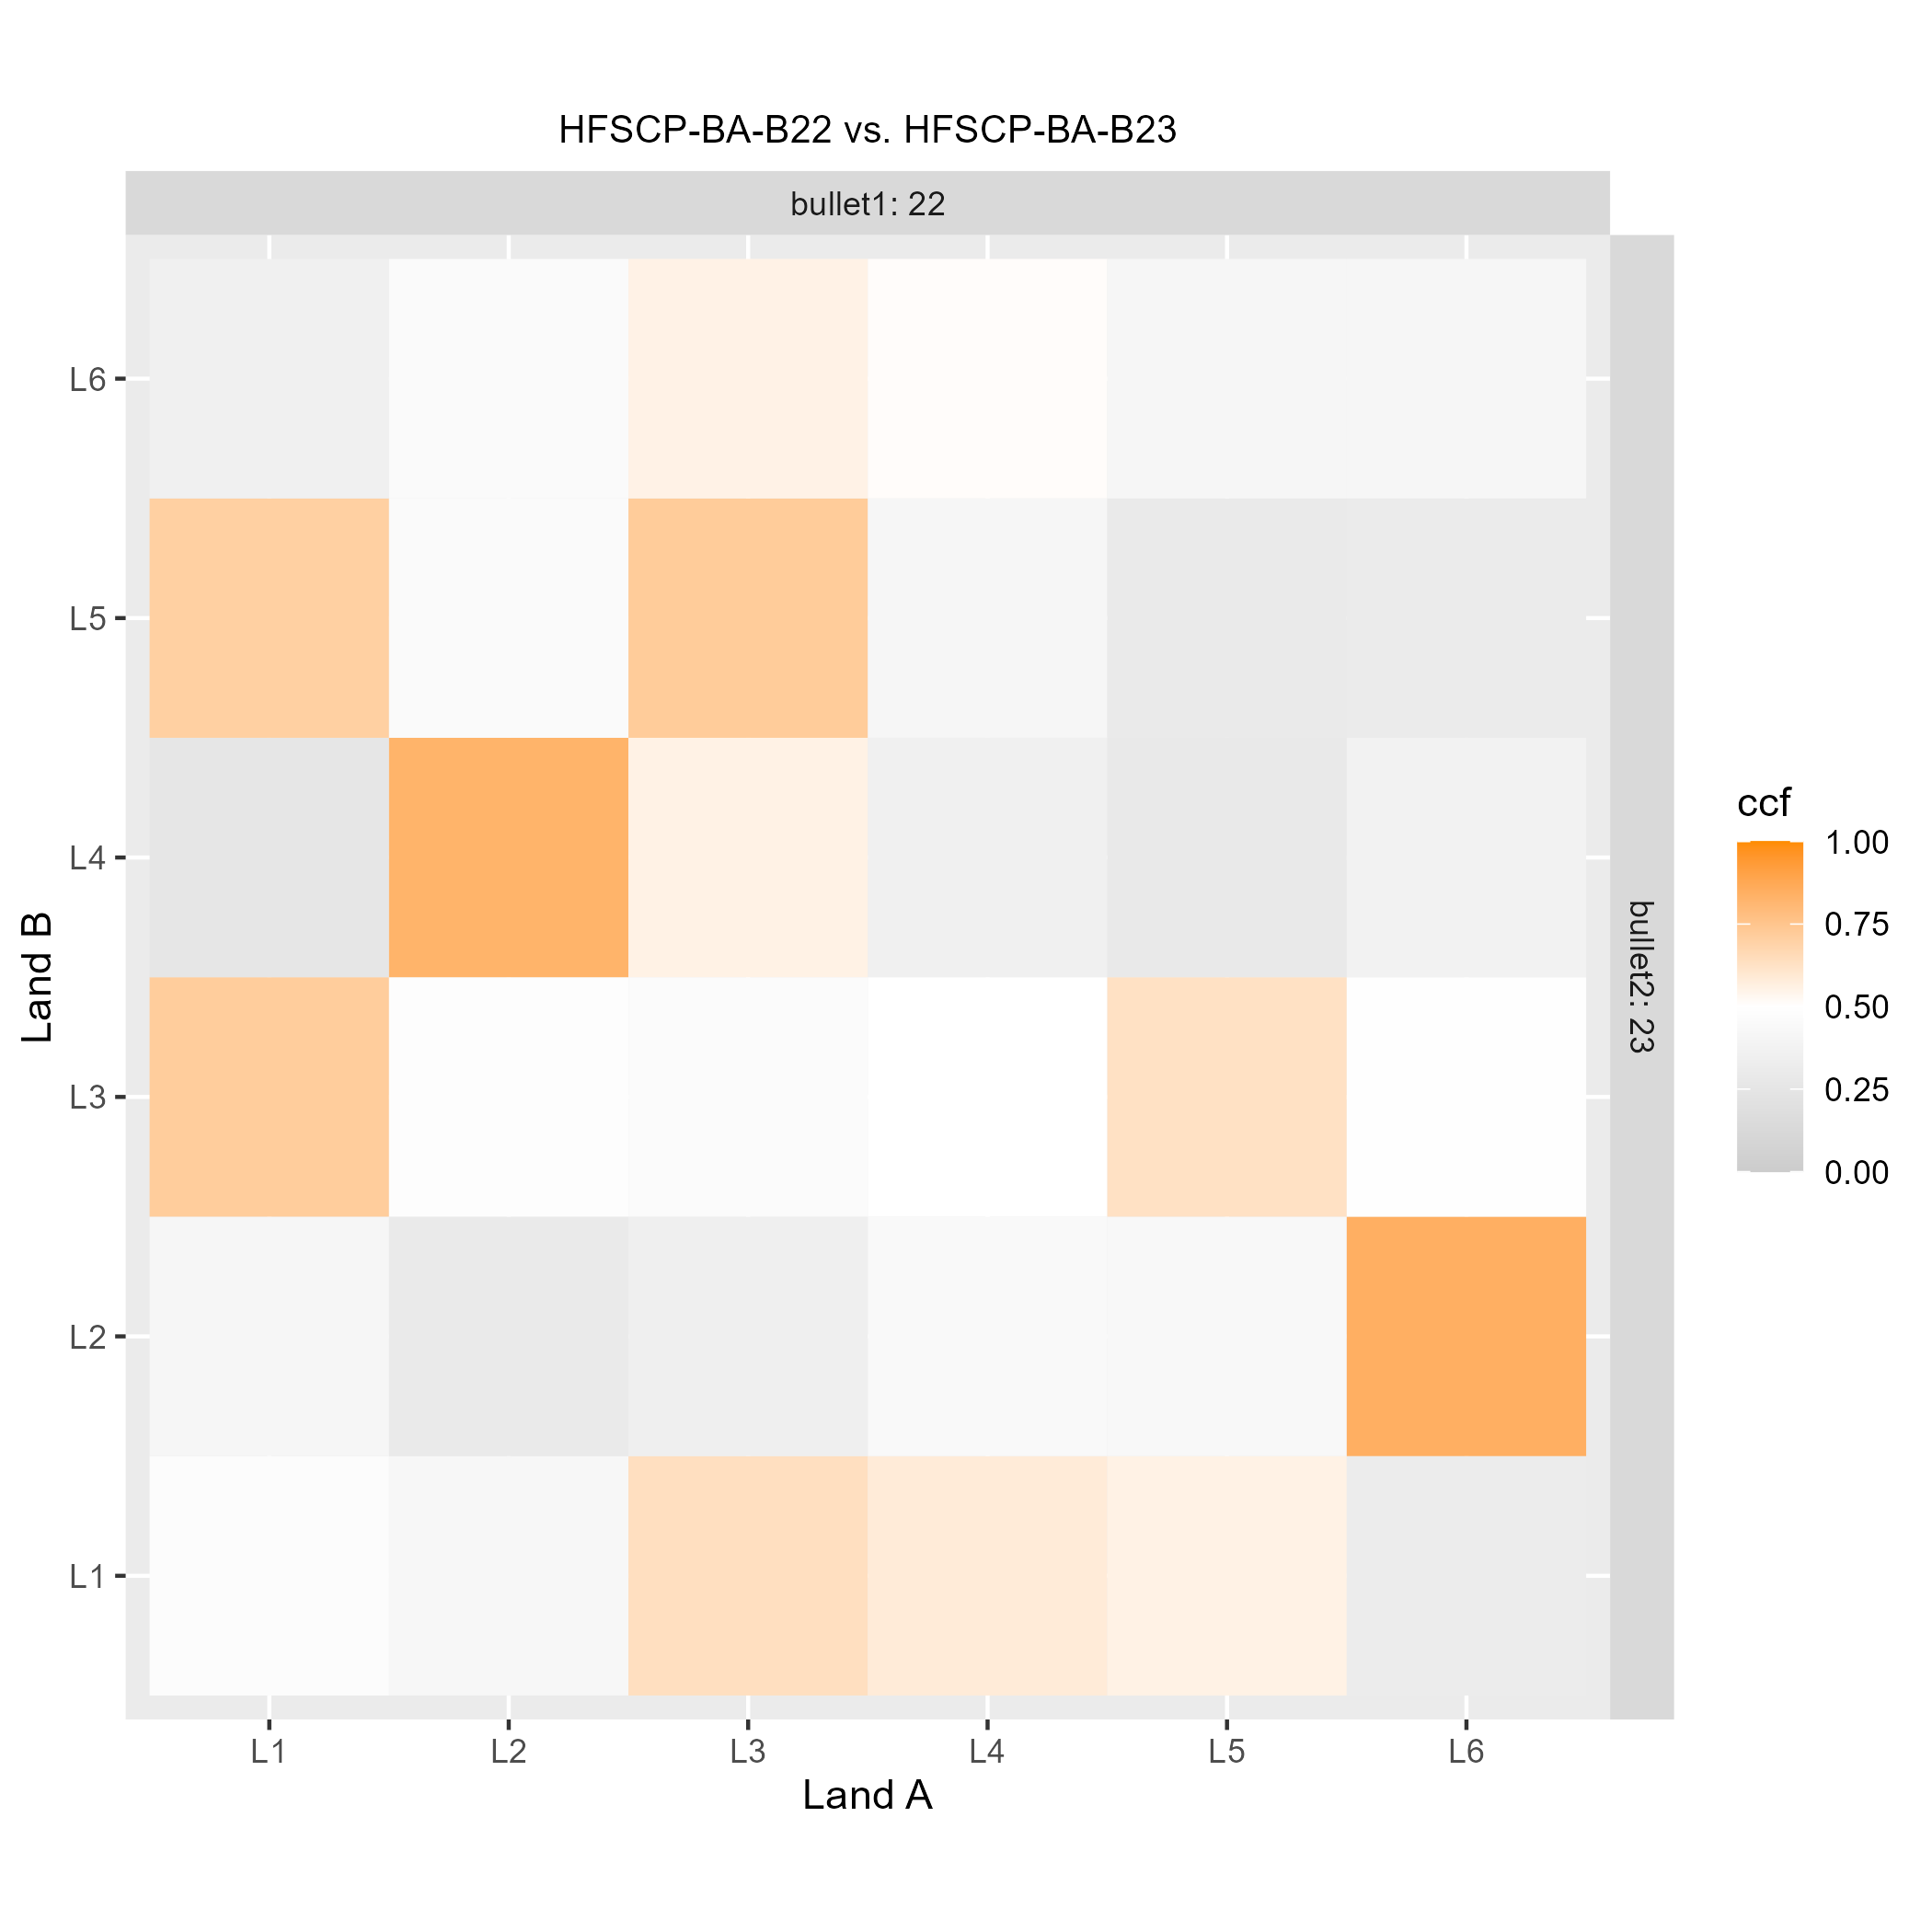 HFSCP-BA-B22 vs. HFSCP-BA-B23
bullet1: 22
L6
L5
L4
L3
L2
L1
Land B
L1 L2 L3 L4 L5 L6
Land A
bullet2: 23
ccf
1.00
0.75
0.50
0.25
0.00